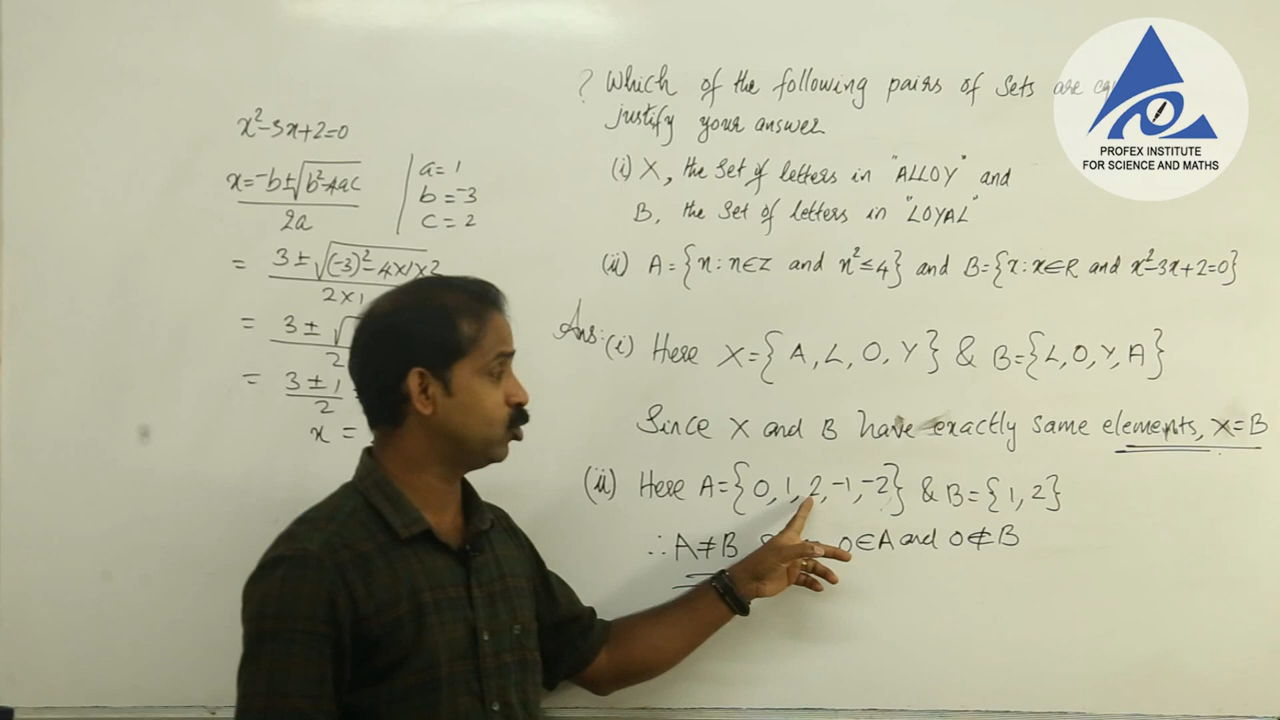 x²-3x+2=0
x=-b±√b²-4ac
2a
a=1
b=-3
c=2
= 3±√(-3)²-4×1×2
2×1
= 3±√
2
= 3±1
2
x =
? Which of the following pairs of sets are
justify your answer
(i) X, the set of letters in "ALLOY" and
B, the set of letters in "LOYAL"
(ii) A={n:n∈Z and n²≤4} and B={x:x∈R and x²-3x+2=0}
Ans:(i) Here X={A,L,O,Y} & B={L,O,Y,A}
Since X and B have exactly same elements, X=B
(ii) Here A={0,1,2,-1,-2} & B={1,2}
∴A≠B 0∈A and 0∉B
PROFEX INSTITUTE
FOR SCIENCE AND MATHS